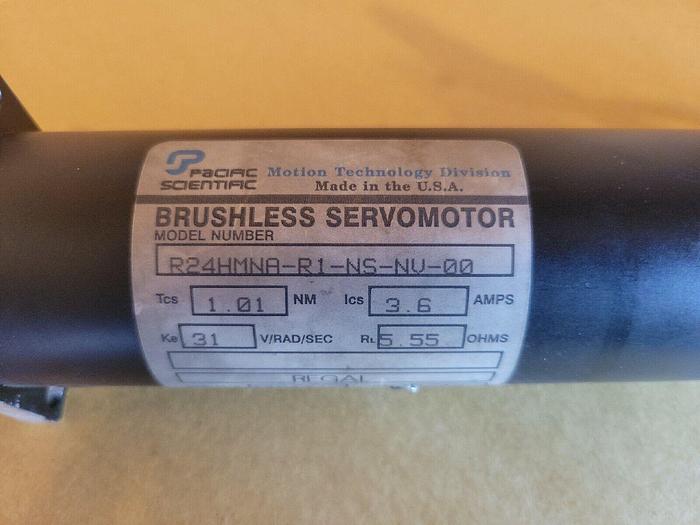 PACIFIC SCIENTIFIC
Motion Technology Division
Made in the U.S.A.
BRUSHLESS SERVOMOTOR
MODEL NUMBER
R24HMNA-R1-NS-NV-00
Tcs 1.01 NM Ics 3.6 AMPS
Ke 31 V/RAD/SEC RL 5.55 OHMS